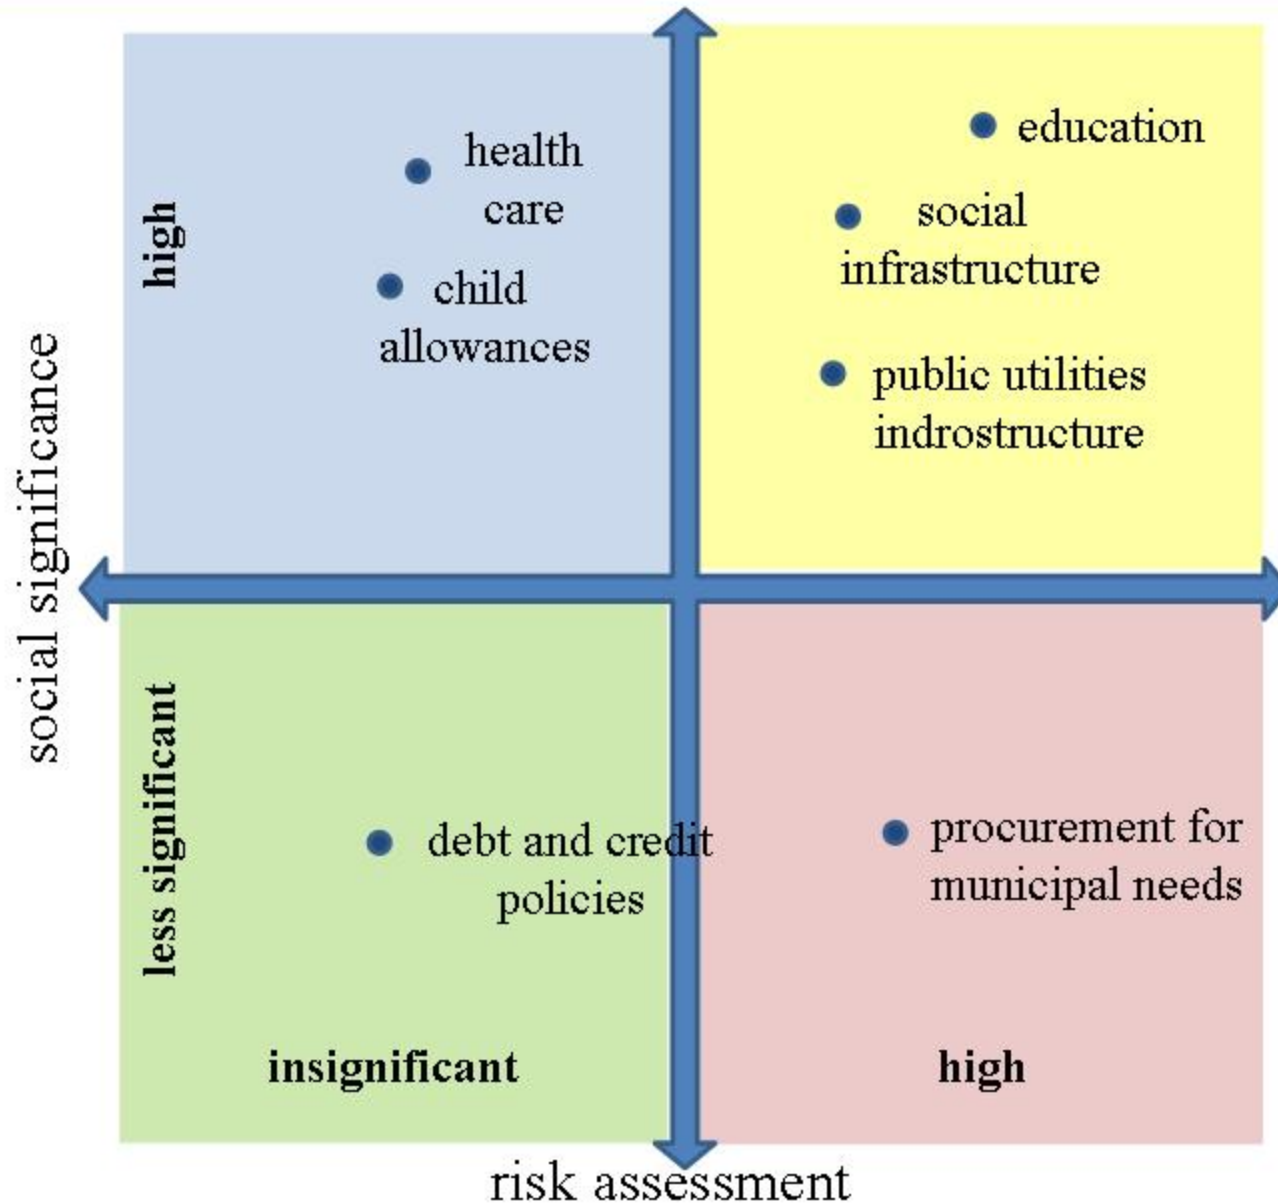 high
health
care
child
allowances
education
social
infrastructure
public utilities
indrostructure
social significance
less significant
debt and credit
policies
procurement for
municipal needs
insignificant
high
risk assessment